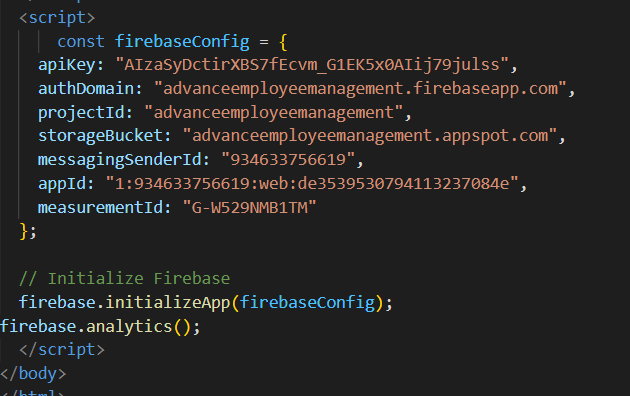 <script>
const firebaseConfig = {
apiKey: "AIzaSyDctirXBS7fEcvm_G1EK5x0AIij79julss",
authDomain: "advanceemployeemanagement.firebaseapp.com",
projectId: "advanceemployeemanagement",
storageBucket: "advanceemployeemanagement.appspot.com",
messagingSenderId: "934633756619",
appId: "1:934633756619:web:de3539530794113237084e",
measurementId: "G-W529NMB1TM"
};
// Initialize Firebase
firebase.initializeApp(firebaseConfig);
firebase.analytics();
</script>
</body>